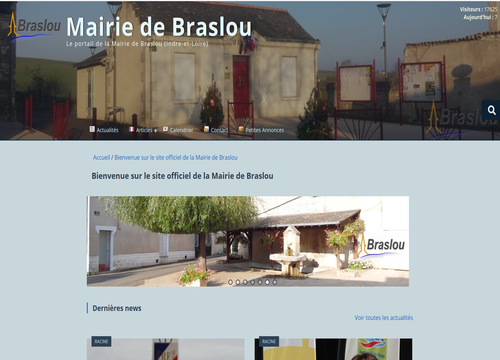 Braslou
Mairie de Braslou
Le portail de la Mairie de Braslou (Indre-et-Loire)
Visiteurs : 17625
Aujourd'hui : 7
Braslou
Actualités
Articles
Calendrier
Contact
Petites Annonces
Accueil / Bienvenue sur le site officiel de la Mairie de Braslou
Bienvenue sur le site officiel de la Mairie de Braslou
Braslou
Dernières news
Voir toutes les actualités
RACINE
RACINE